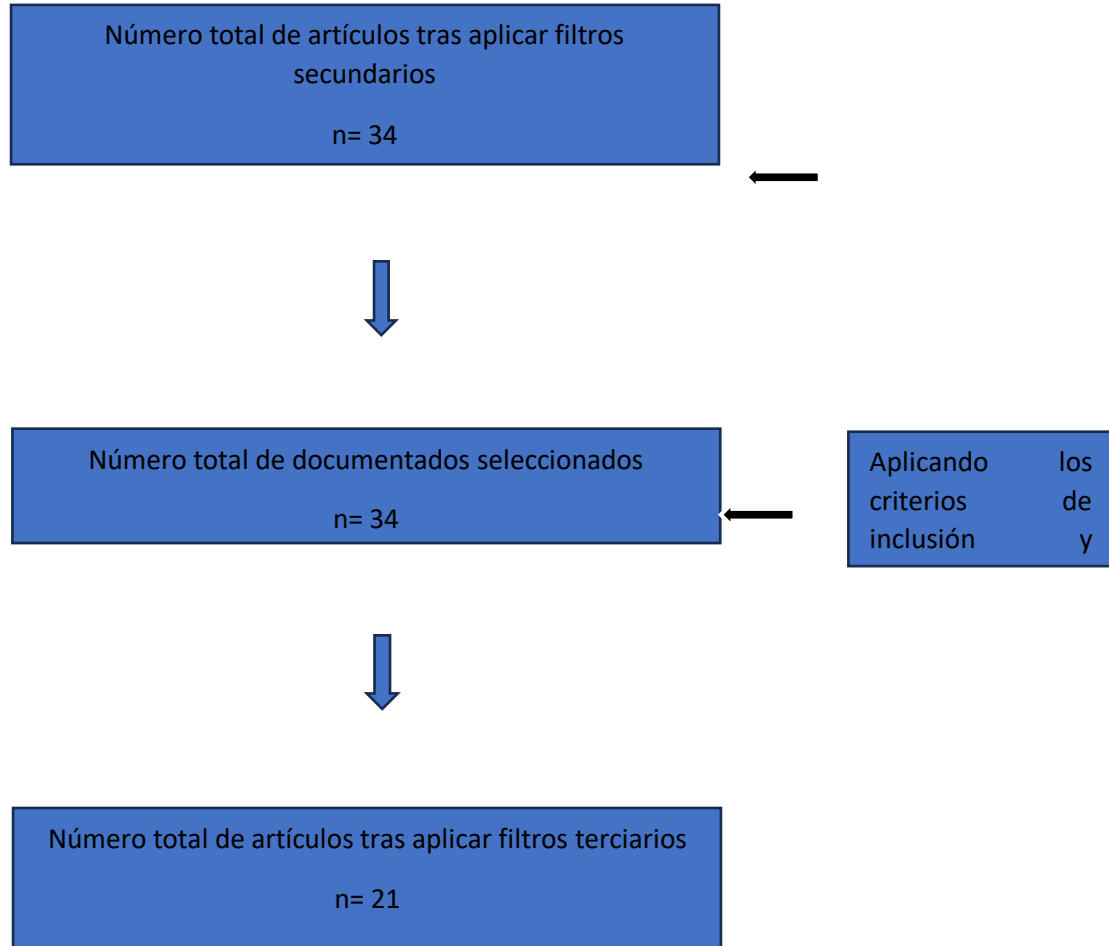 Número total de artículos tras aplicar filtros
secundarios
n= 34
Número total de documentados seleccionados
n= 34
Aplicando los
criterios de
inclusión y
Número total de artículos tras aplicar filtros terciarios
n= 21